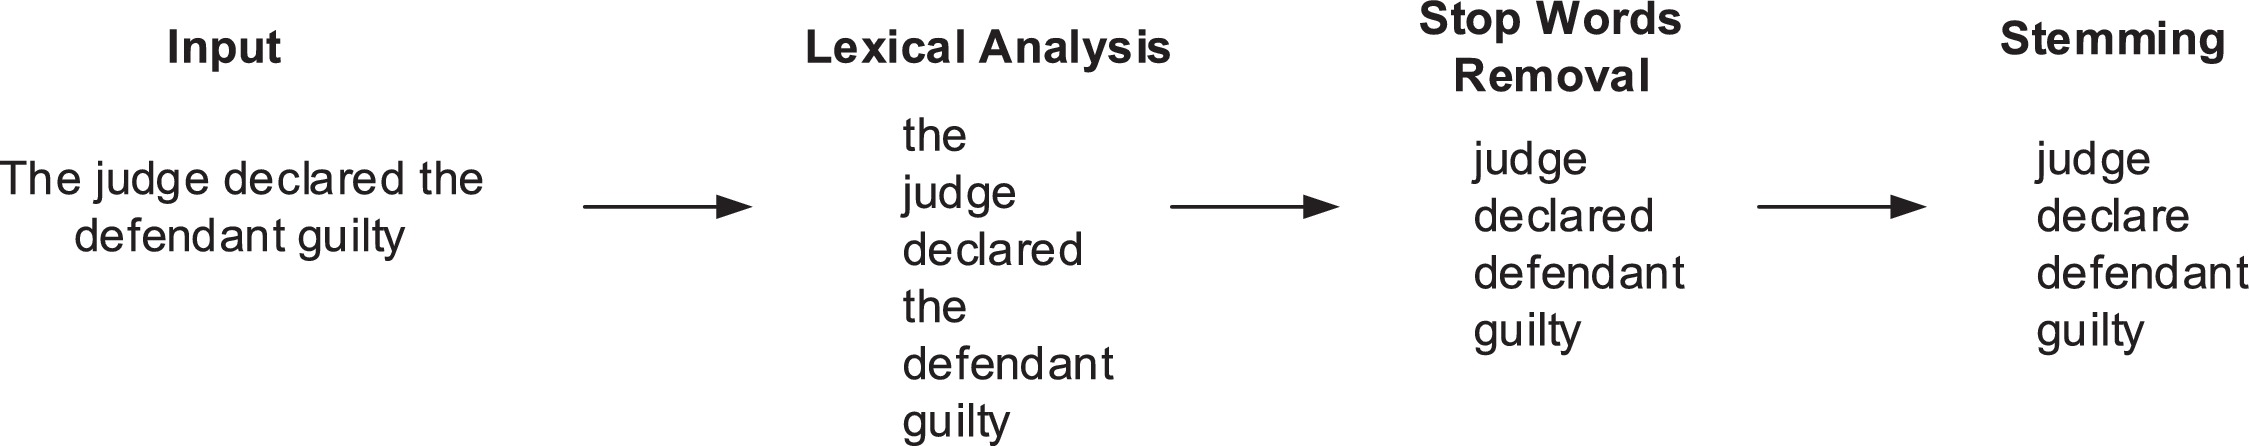 Input
The judge declared the
defendant guilty
Lexical Analysis
the
judge
declared
the
defendant
guilty
Stop Words
Removal
judge
declared
defendant
guilty
Stemming
judge
declare
defendant
guilty